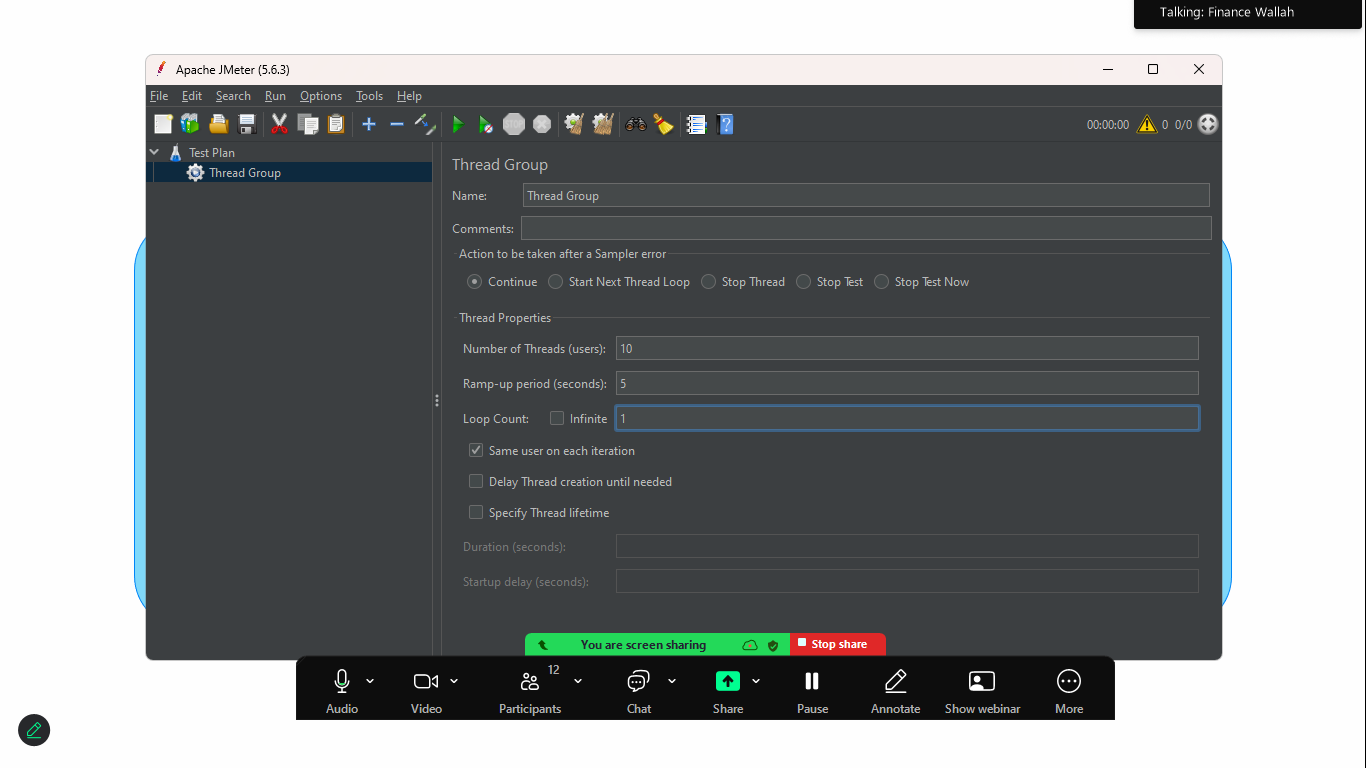 Talking: Finance Wallah
Apache JMeter (5.6.3)
File Edit Search Run Options Tools Help
00:00:00 0 0/0
Test Plan
Thread Group
Thread Group
Name: Thread Group
Comments:
Action to be taken after a Sampler error
Continue Start Next Thread Loop Stop Thread Stop Test Stop Test Now
Thread Properties
Number of Threads (users): 10
Ramp-up period (seconds): 5
Loop Count: Infinite 1
Same user on each iteration
Delay Thread creation until needed
Specify Thread lifetime
Duration (seconds):
Startup delay (seconds):
You are screen sharing Stop share
12
Audio Video Participants Chat Share Pause Annotate Show webinar More